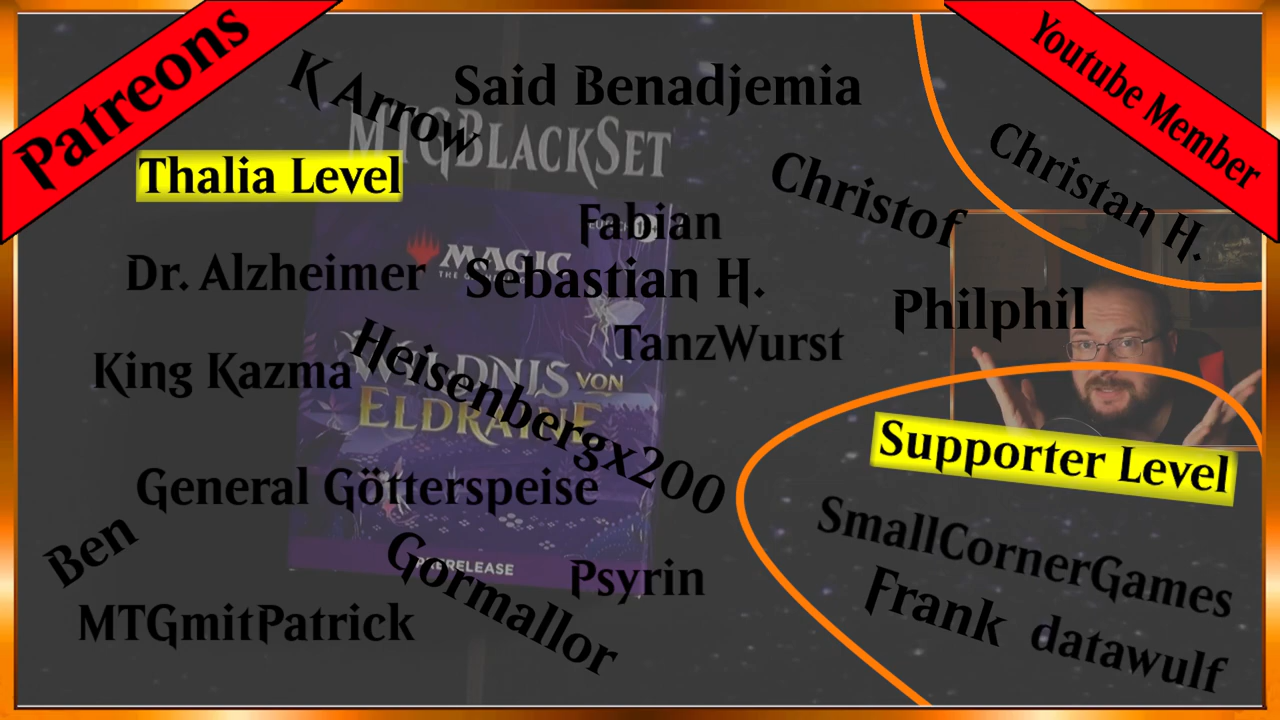 Patreons
Youtube Member
K Arrow
Said Benadjemia
MTGBlackSet
Thalia Level
Christof
Christan H.
Fabian
Dr. Alzheimer
MAGIC
Sebastian H.
Philphil
TanzWurst
King Kazma
Heisenbergx200
WILDNIS VON
ELDRAINE
Supporter Level
General Götterspeise
SmallCornerGames
Ben
Gormallor
PRERELEASE
Psyrin
Frank
datawulf
MTGmitPatrick